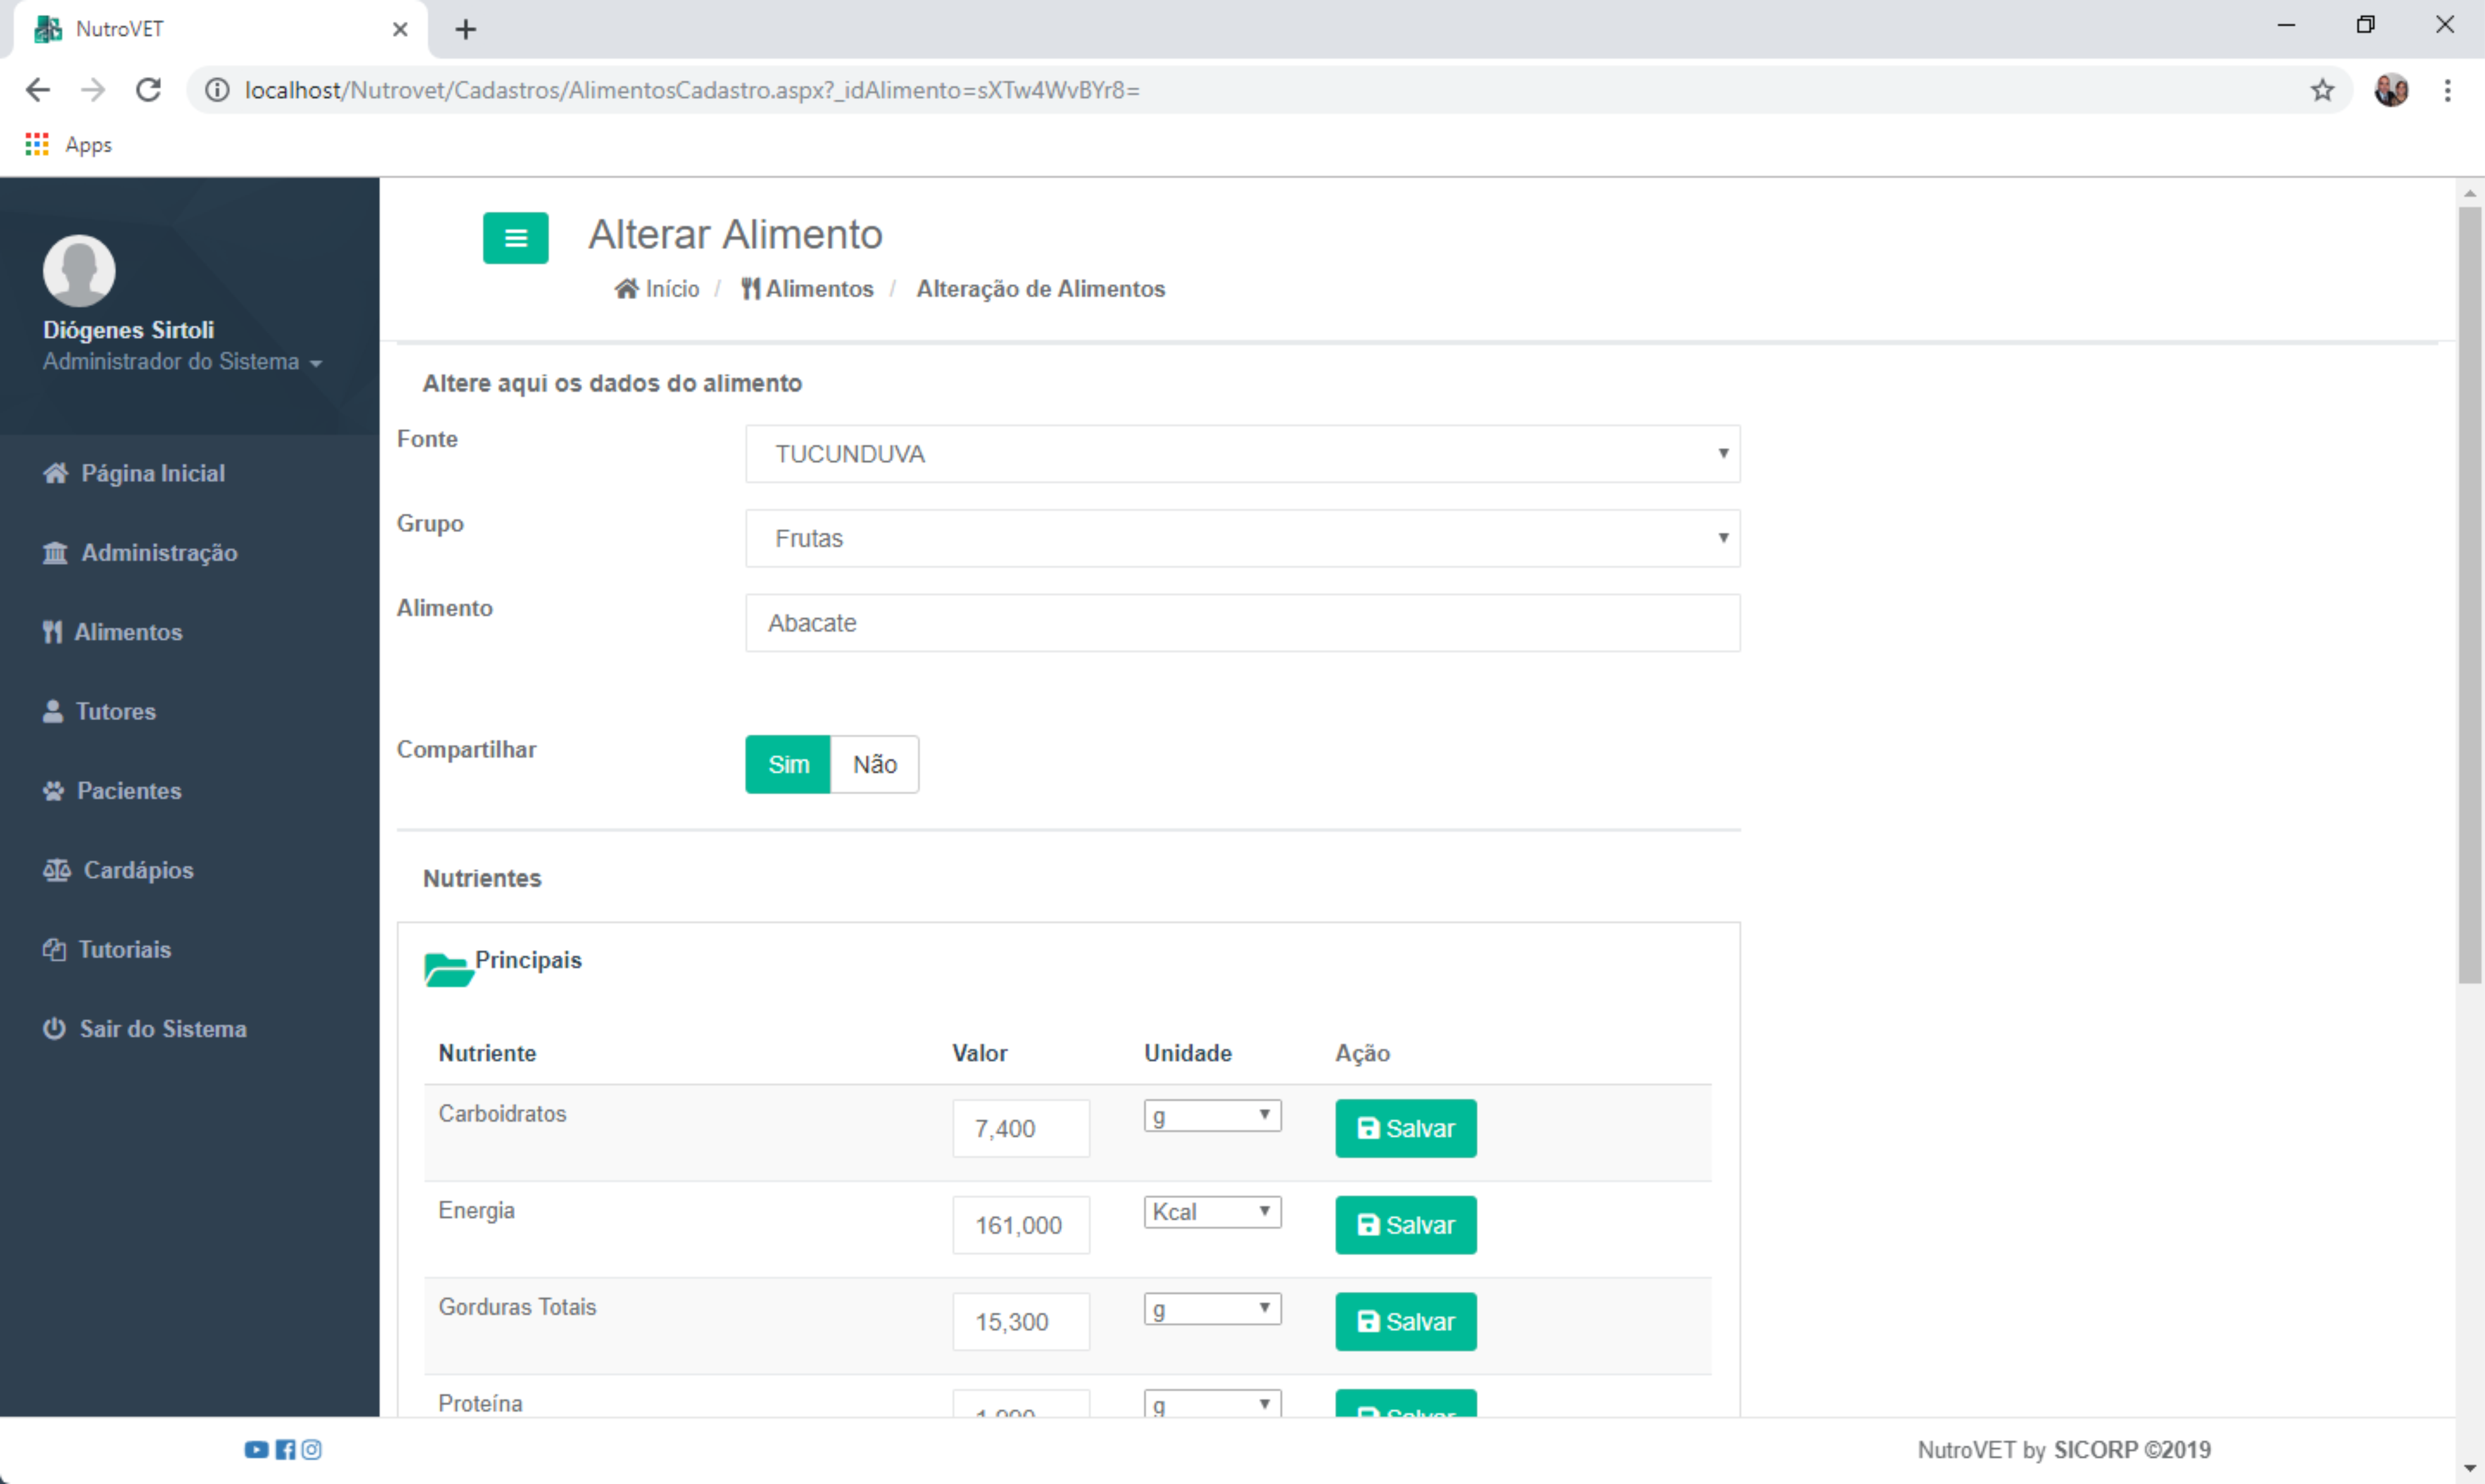 NutroVET
localhost/Nutrovet/Cadastros/AlimentosCadastro.aspx?_idAlimento=sXTw4WvBYr8=
Apps
Diógenes Sirtoli
Administrador do Sistema
Página Inicial
Administração
Alimentos
Tutores
Pacientes
Cardápios
Tutoriais
Sair do Sistema
Alterar Alimento
Início / Alimentos / Alteração de Alimentos
Altere aqui os dados do alimento
Fonte TUCUNDUVA
Grupo Frutas
Alimento Abacate
Compartilhar Sim Não
Nutrientes
Principais
Nutriente Valor Unidade Ação
Carboidratos 7,400 g Salvar
Energia 161,000 Kcal Salvar
Gorduras Totais 15,300 g Salvar
Proteína g Salvar
NutroVET by SICORP ©2019